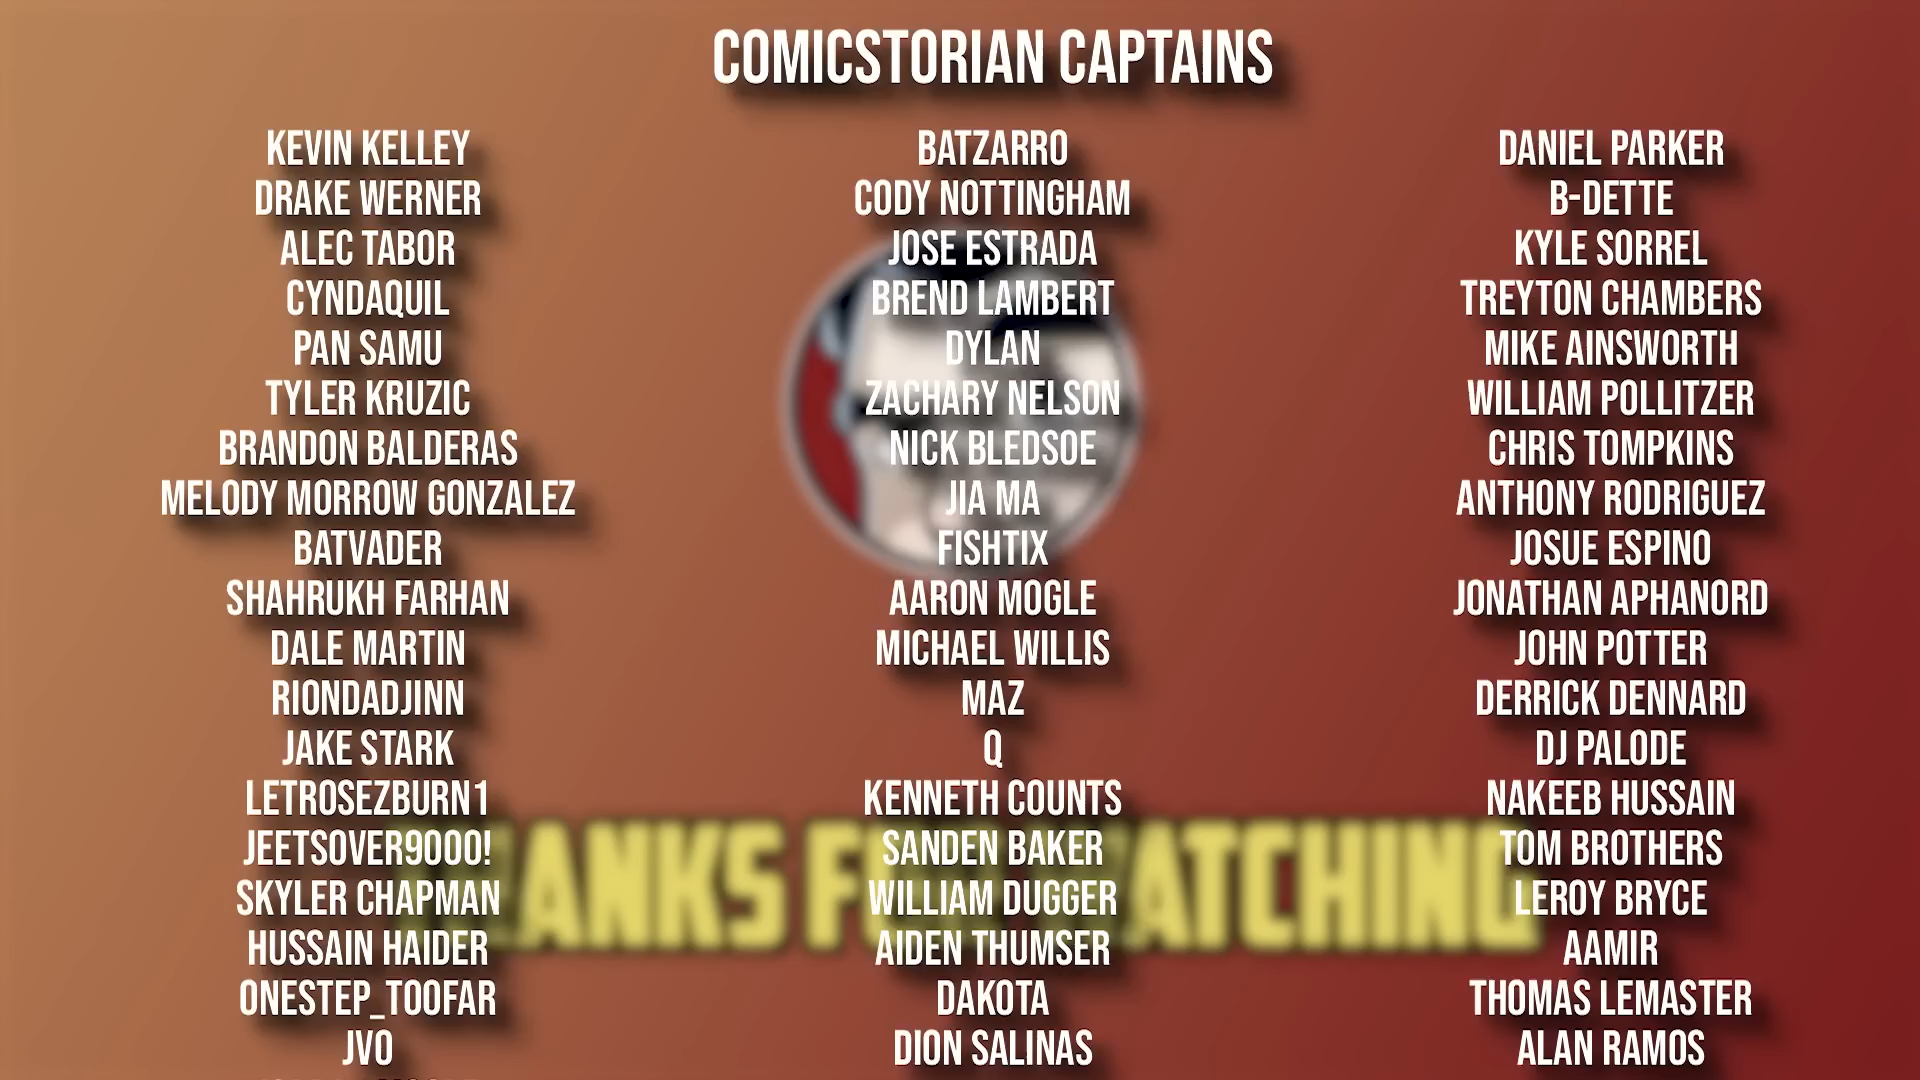 COMICSTORIAN CAPTAINS
KEVIN KELLEY
DRAKE WERNER
ALEC TABOR
CYNDAQUIL
PAN SAMU
TYLER KRUZIC
BRANDON BALDERAS
MELODY MORROW GONZALEZ
BATVADER
SHAHRUKH FARHAN
DALE MARTIN
RIONDADJINN
JAKE STARK
LETROSEZBURN1
JEETSOVER9000!
SKYLER CHAPMAN
HUSSAIN HAIDER
ONESTEP_TOOFAR
JVO
BATZARRO
CODY NOTTINGHAM
JOSE ESTRADA
BREND LAMBERT
DYLAN
ZACHARY NELSON
NICK BLEDSOE
JIA MA
FISHTIX
AARON MOGLE
MICHAEL WILLIS
MAZ
Q
KENNETH COUNTS
SANDEN BAKER
WILLIAM DUGGER
AIDEN THUMSER
DAKOTA
DION SALINAS
DANIEL PARKER
B-DETTE
KYLE SORREL
TREYTON CHAMBERS
MIKE AINSWORTH
WILLIAM POLLITZER
CHRIS TOMPKINS
ANTHONY RODRIGUEZ
JOSUE ESPINO
JONATHAN APHANORD
JOHN POTTER
DERRICK DENNARD
DJ PALODE
NAKEEB HUSSAIN
TOM BROTHERS
LEROY BRYCE
AAMIR
THOMAS LEMASTER
ALAN RAMOS
THANKS FOR WATCHING